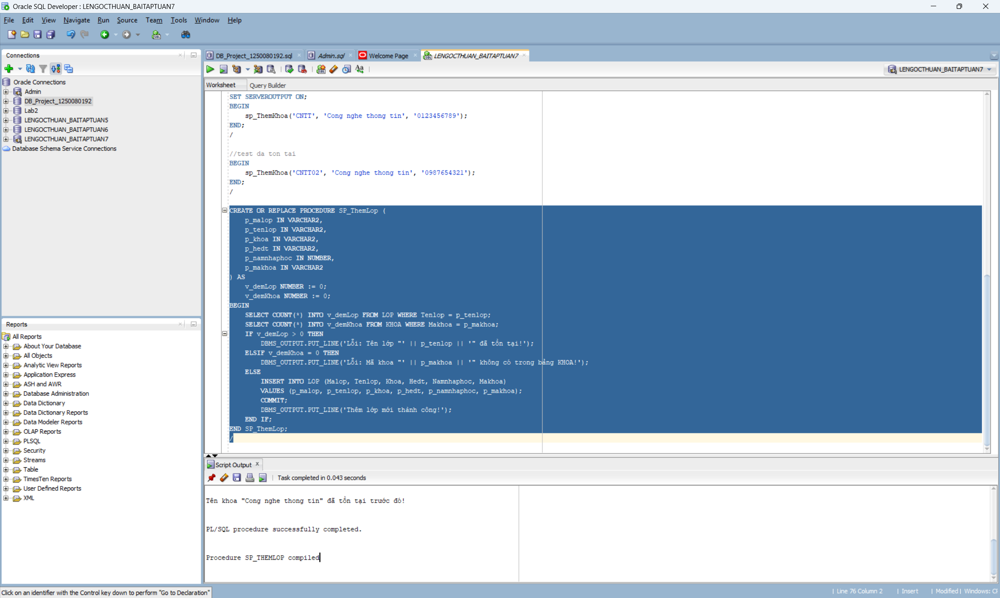 Oracle SQL Developer : LENGOCTHUAN_BAITAPTUAN7
File Edit View Navigate Run Source Team Tools Window Help
Connections
Oracle Connections
Admin
DB_Project_1250080192
Lab2
LENGOCTHUAN_BAITAPTUAN5
LENGOCTHUAN_BAITAPTUAN6
LENGOCTHUAN_BAITAPTUAN7
Database Schema Service Connections
Reports
All Reports
About Your Database
All Objects
Analytic View Reports
Application Express
ASH and AWR
Database Administration
Data Dictionary
Data Dictionary Reports
Data Modeler Reports
OLAP Reports
PLSQL
Security
Streams
Table
TimesTen Reports
User Defined Reports
XML
DB_Project_1250080192.sql Admin.sql Welcome Page LENGOCTHUAN_BAITAPTUAN7
LENGOCTHUAN_BAITAPTUAN7
Worksheet Query Builder
SET SERVEROUTPUT ON;
BEGIN
sp_ThemKhoa('CNTT', 'Cong nghe thong tin', '0123456789');
END;
/
//test da ton tai
BEGIN
sp_ThemKhoa('CNTT02', 'Cong nghe thong tin', '0987654321');
END;
/
CREATE OR REPLACE PROCEDURE SP_ThemLop (
p_malop IN VARCHAR2,
p_tenlop IN VARCHAR2,
p_khoa IN VARCHAR2,
p_hedt IN VARCHAR2,
p_namnhaphoc IN NUMBER,
p_makhoa IN VARCHAR2
) AS
v_demLop NUMBER := 0;
v_demKhoa NUMBER := 0;
BEGIN
SELECT COUNT(*) INTO v_demLop FROM LOP WHERE Tenlop = p_tenlop;
SELECT COUNT(*) INTO v_demKhoa FROM KHOA WHERE Makhoa = p_makhoa;
IF v_demLop > 0 THEN
DBMS_OUTPUT.PUT_LINE('Lỗi: Tên lớp "' || p_tenlop || '" đã tồn tại!');
ELSIF v_demKhoa = 0 THEN
DBMS_OUTPUT.PUT_LINE('Lỗi: Mã khoa "' || p_makhoa || '" không có trong bảng KHOA!');
ELSE
INSERT INTO LOP (Malop, Tenlop, Khoa, Hedt, Namnhaphoc, Makhoa)
VALUES (p_malop, p_tenlop, p_khoa, p_hedt, p_namnhaphoc, p_makhoa);
COMMIT;
DBMS_OUTPUT.PUT_LINE('Thêm lớp mới thành công!');
END IF;
END SP_ThemLop;
/
Script Output
Task completed in 0.043 seconds
Tên khoa "Cong nghe thong tin" đã tồn tại trước đó!
PL/SQL procedure successfully completed.
Procedure SP_THEMLOP compiled
Click on an identifier with the Control key down to perform "Go to Declaration"
| Line 76 Column 2 | Insert | Modified | Windows: